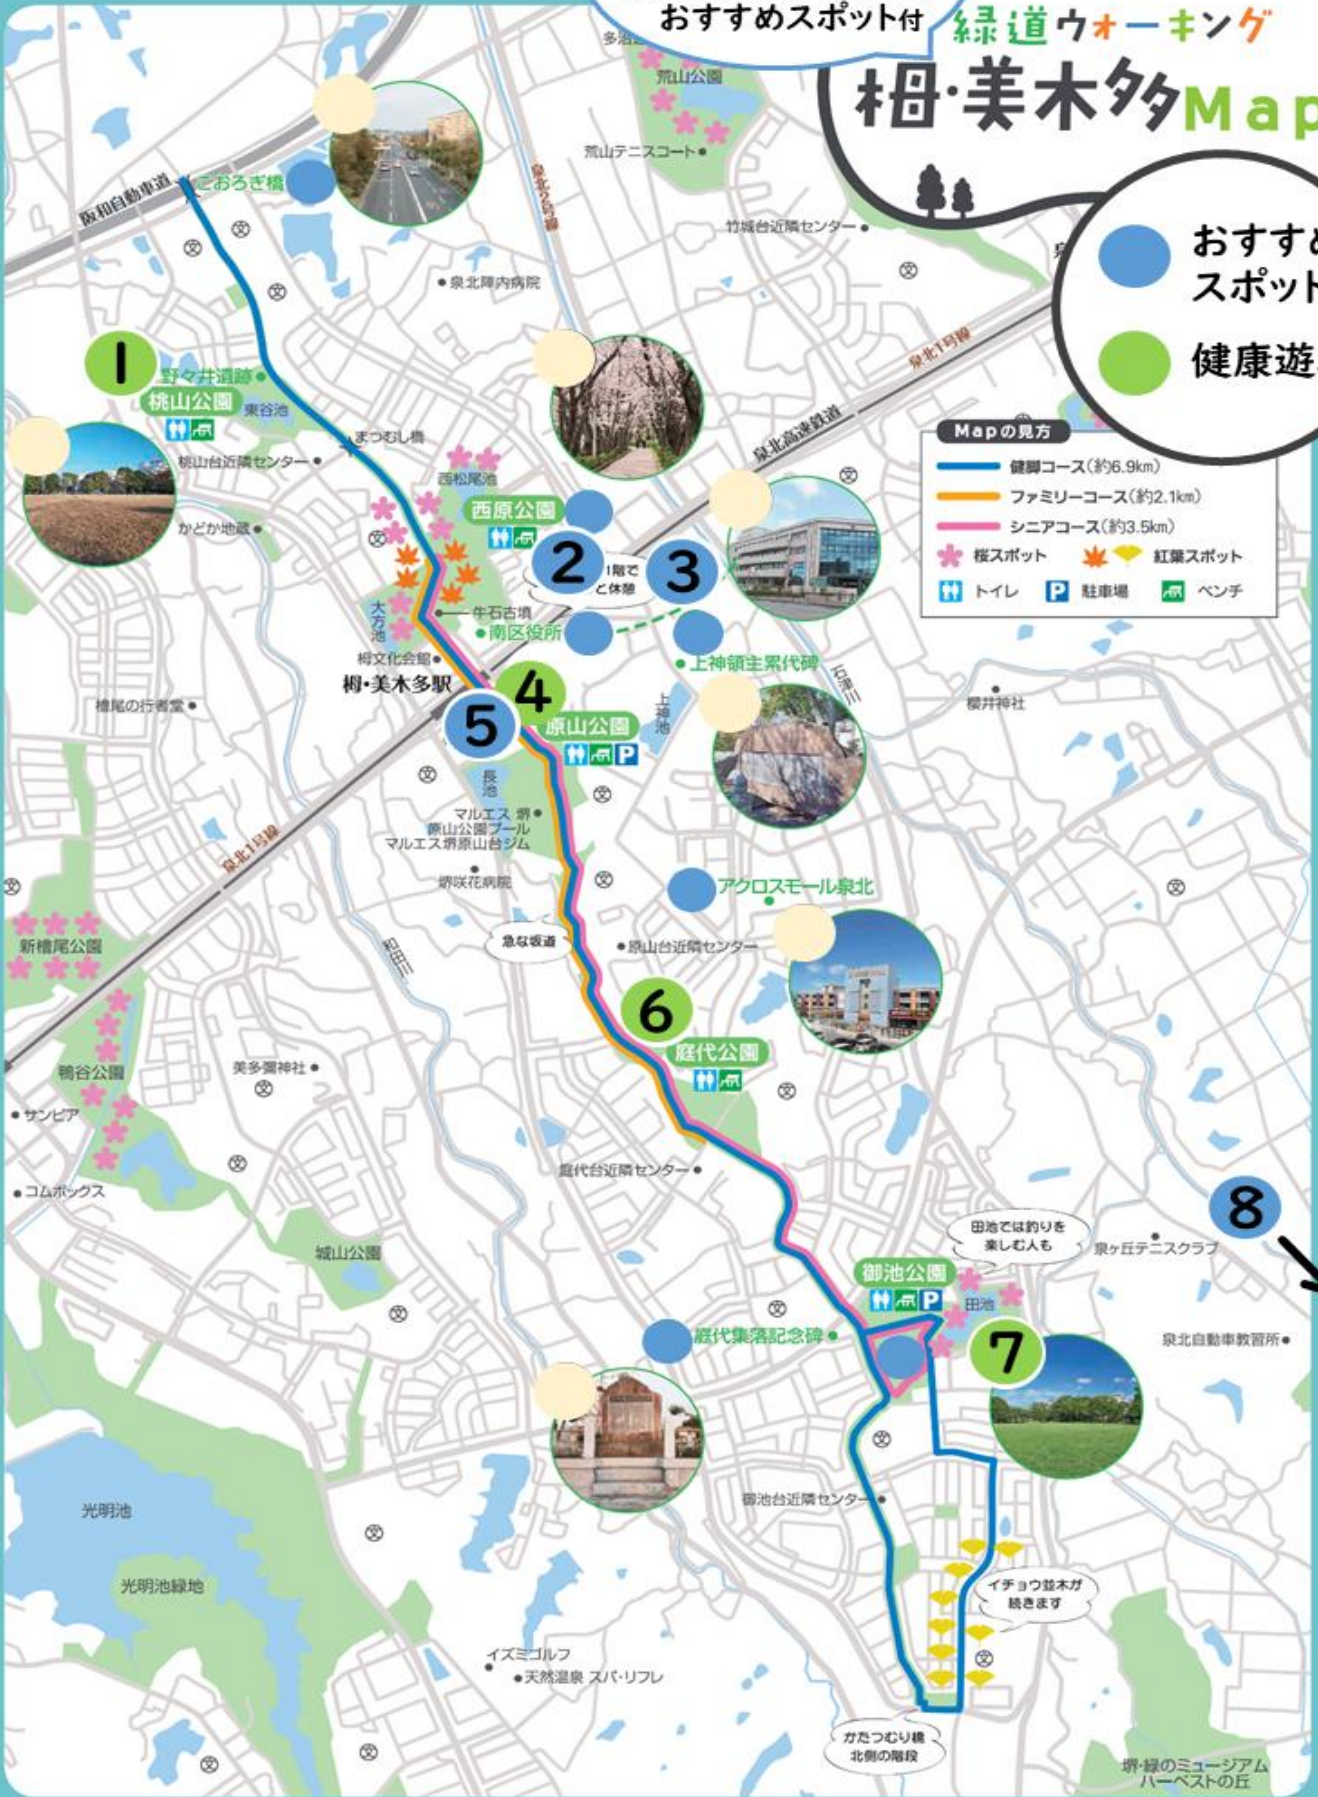 おすすめスポット付
緑道ウォーキング
栂・美木多Map
荒山公園
荒山テニスコート
こおろぎ橋
阪和自動車道
泉北2号線
竹城台近隣センター
泉北陣内病院
おすすめ
スポット
健康遊
1
野々井遺跡
桃山公園
東谷池
まつむし橋
桃山台近隣センター
かどか地蔵
泉北1号線
泉北高速鉄道
Mapの見方
健脚コース(約6.9km)
ファミリーコース(約2.1km)
シニアコース(約3.5km)
桜スポット
紅葉スポット
トイレ
P
駐車場
ベンチ
西松尾池
西原公園
2
1階で
と休憩
3
大方池
牛石古墳
南区役所
栂文化会館
栂・美木多駅
上神領主累代碑
石津川
上神池
櫻井神社
檜尾の行者堂
4
5
原山公園
P
長池
マルエス 堺
原山公園プール
マルエス堺原山台ジム
堺咲花病院
泉北1号線
アクロスモール泉北
急な坂道
原山台近隣センター
和田川
新檜尾公園
6
庭代公園
鴨谷公園
美多彌神社
サンピア
コムボックス
庭代台近隣センター
城山公園
8
田池では釣りを
楽しむ人も
泉ヶ丘テニスクラブ
御池公園
P
田池
庭代集落記念碑
7
泉北自動車教習所
御池台近隣センター
光明池
光明池緑地
イチョウ並木が
続きます
イズミゴルフ
天然温泉 スパ・リフレ
かたつむり橋
北側の階段
堺・緑のミュージアム
ハーベストの丘